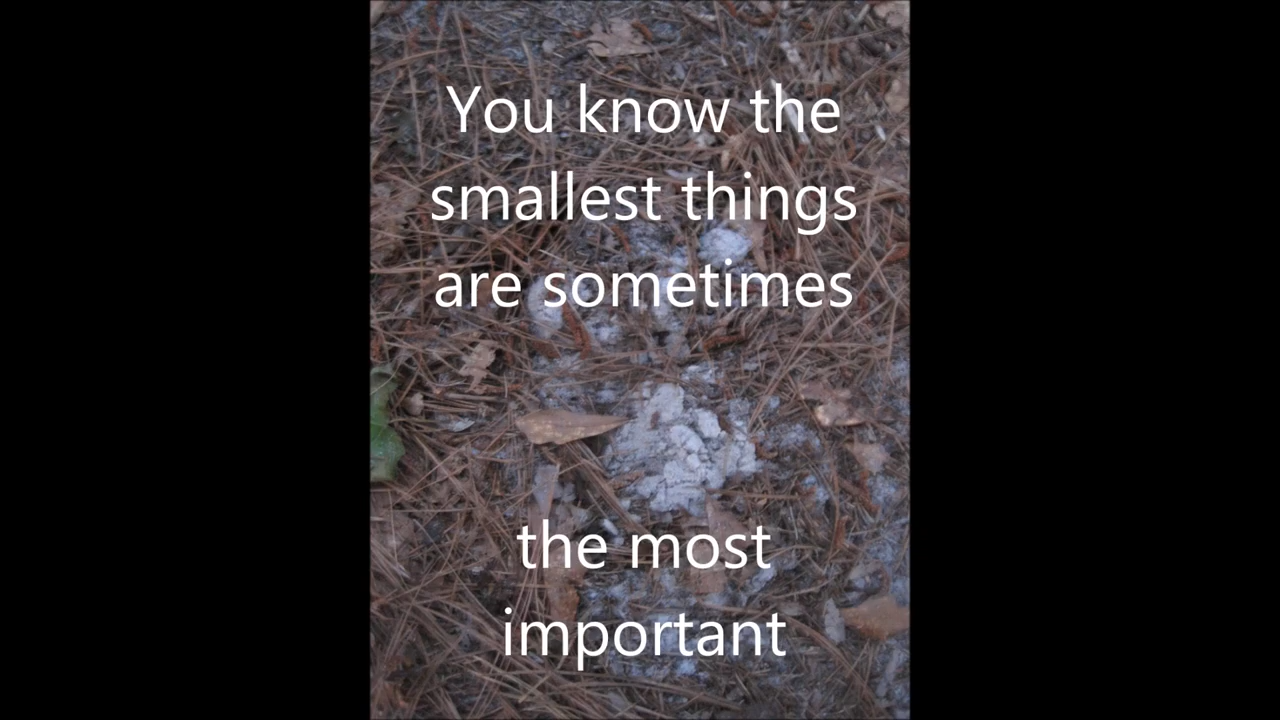 You know the
smallest things
are sometimes
the most
important